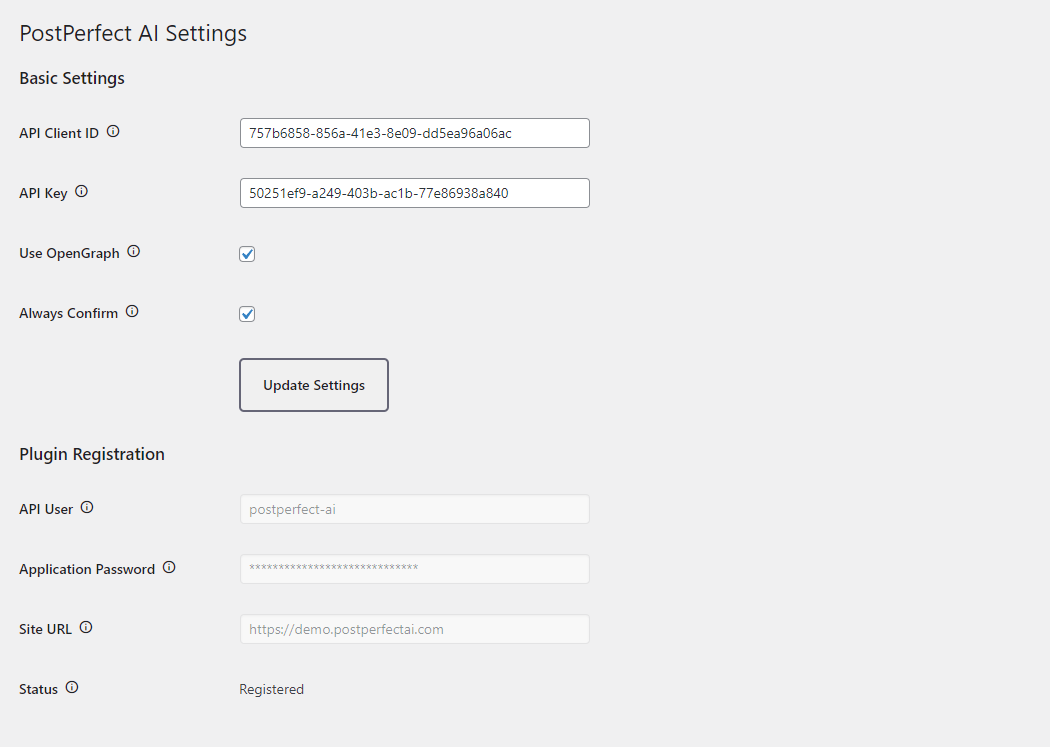 PostPerfect AI Settings
Basic Settings
API Client ID
757b6858-856a-41e3-8e09-dd5ea96a06ac
API Key
50251ef9-a249-403b-ac1b-77e86938a840
Use OpenGraph
Always Confirm
Update Settings
Plugin Registration
API User
postperfect-ai
Application Password
*****************************
Site URL
https://demo.postperfectai.com
Status
Registered